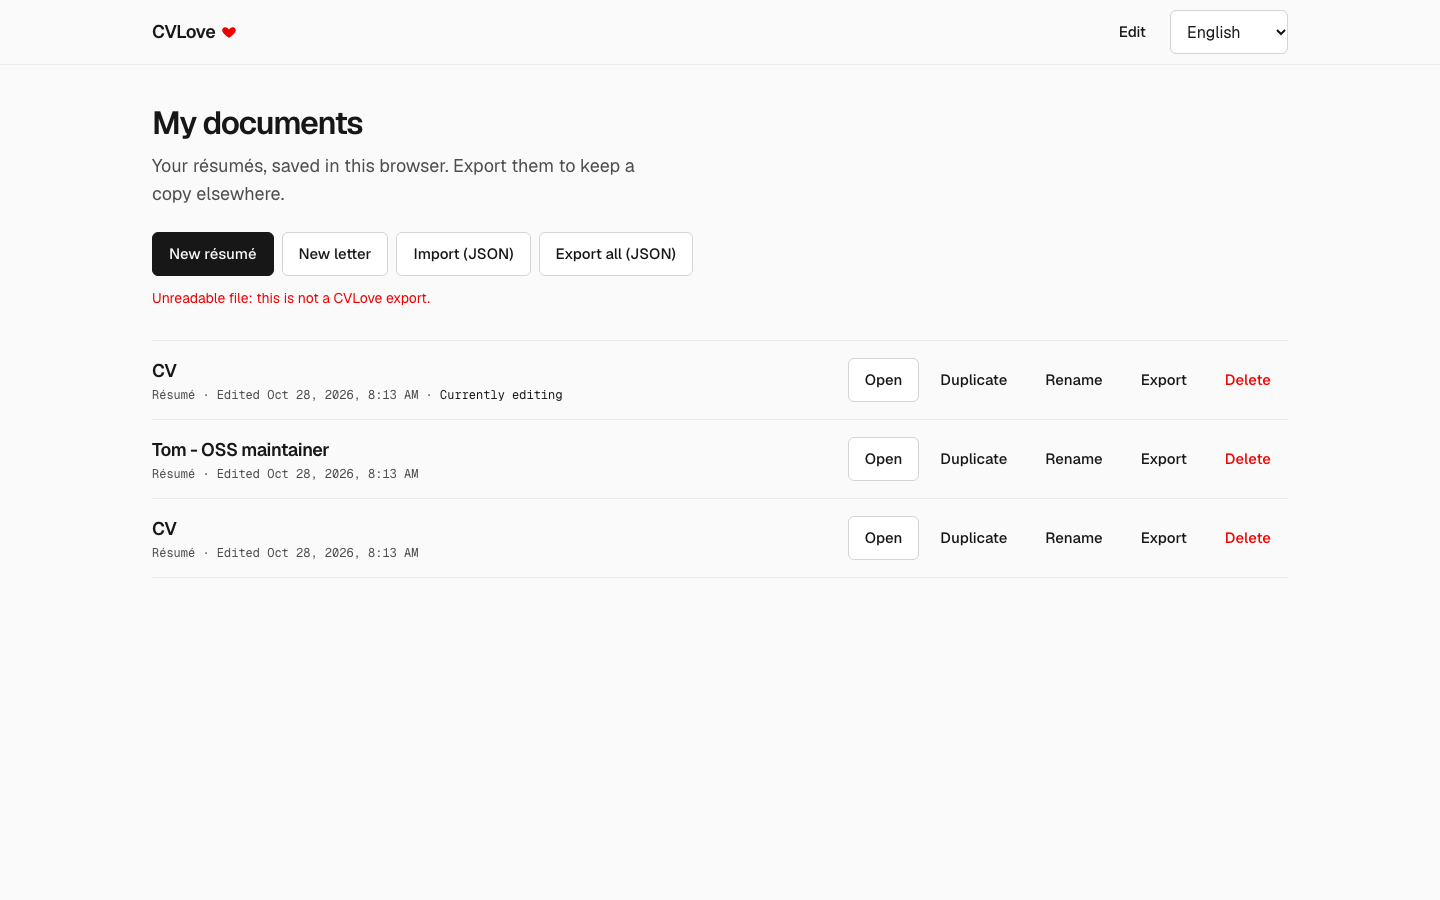 CVLove
Edit
English
My documents
Your résumés, saved in this browser. Export them to keep a
copy elsewhere.
New résumé
New letter
Import (JSON)
Export all (JSON)
Unreadable file: this is not a CVLove export.
CV
Résumé · Edited Oct 28, 2026, 8:13 AM · Currently editing
Open
Duplicate
Rename
Export
Delete
Tom - OSS maintainer
Résumé · Edited Oct 28, 2026, 8:13 AM
Open
Duplicate
Rename
Export
Delete
CV
Résumé · Edited Oct 28, 2026, 8:13 AM
Open
Duplicate
Rename
Export
Delete